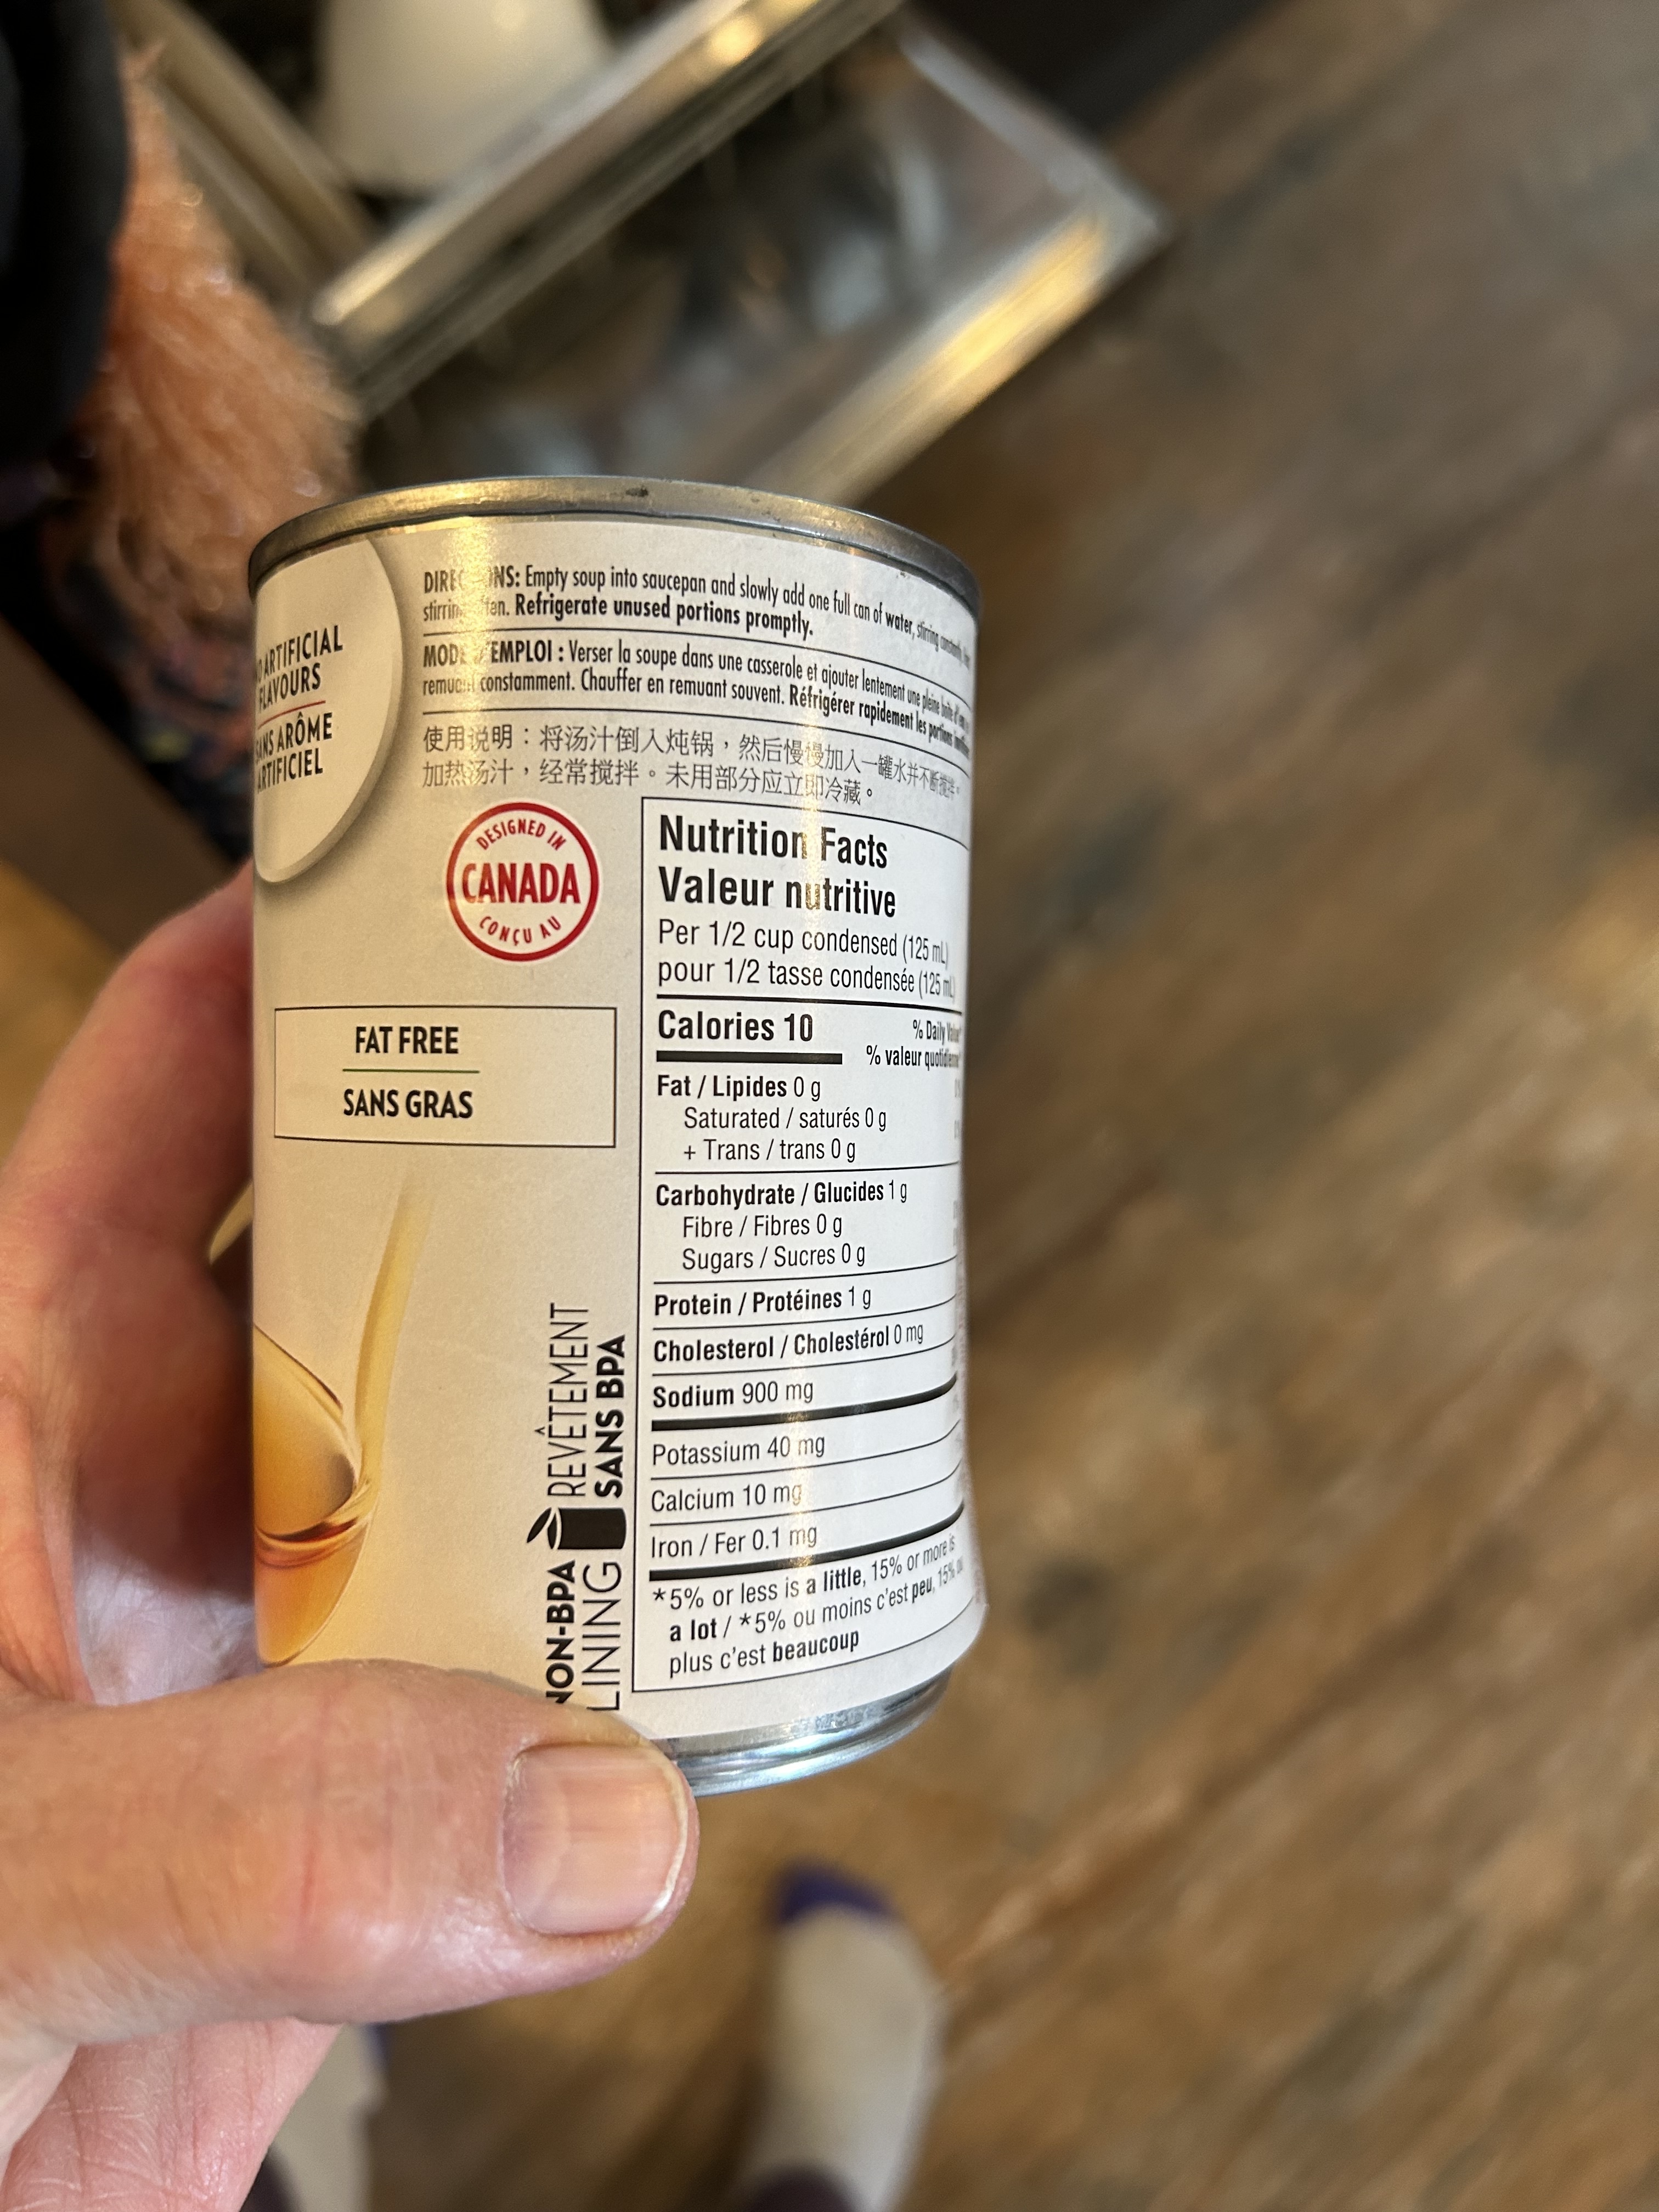 NO ARTIFICIAL
FLAVOURS
SANS ARÔME
ARTIFICIEL
DIRECTIONS: Empty soup into saucepan and slowly add one full can of water, stirring constantly.
stirring often. Refrigerate unused portions promptly.
MODE D'EMPLOI : Verser la soupe dans une casserole et ajouter lentement une pleine boîte d'eau
remuant constamment. Chauffer en remuant souvent. Réfrigérer rapidement les portions
使用说明：将汤汁倒入炖锅，然后慢慢加入一罐水并不断搅拌。
加热汤汁，经常搅拌。未用部分应立即冷藏。
DESIGNED IN
CANADA
CONÇU AU
FAT FREE
SANS GRAS
NON-BPA REVÊTEMENT
LINING SANS BPA
Nutrition Facts
Valeur nutritive
Per 1/2 cup condensed (125 mL)
pour 1/2 tasse condensée (125 mL)
Calories 10
% Daily Value*
% valeur quotidienne*
Fat / Lipides 0 g
Saturated / saturés 0 g
+ Trans / trans 0 g
Carbohydrate / Glucides 1 g
Fibre / Fibres 0 g
Sugars / Sucres 0 g
Protein / Protéines 1 g
Cholesterol / Cholestérol 0 mg
Sodium 900 mg
Potassium 40 mg
Calcium 10 mg
Iron / Fer 0.1 mg
*5% or less is a little, 15% or more is
a lot / *5% ou moins c'est peu, 15% ou
plus c'est beaucoup